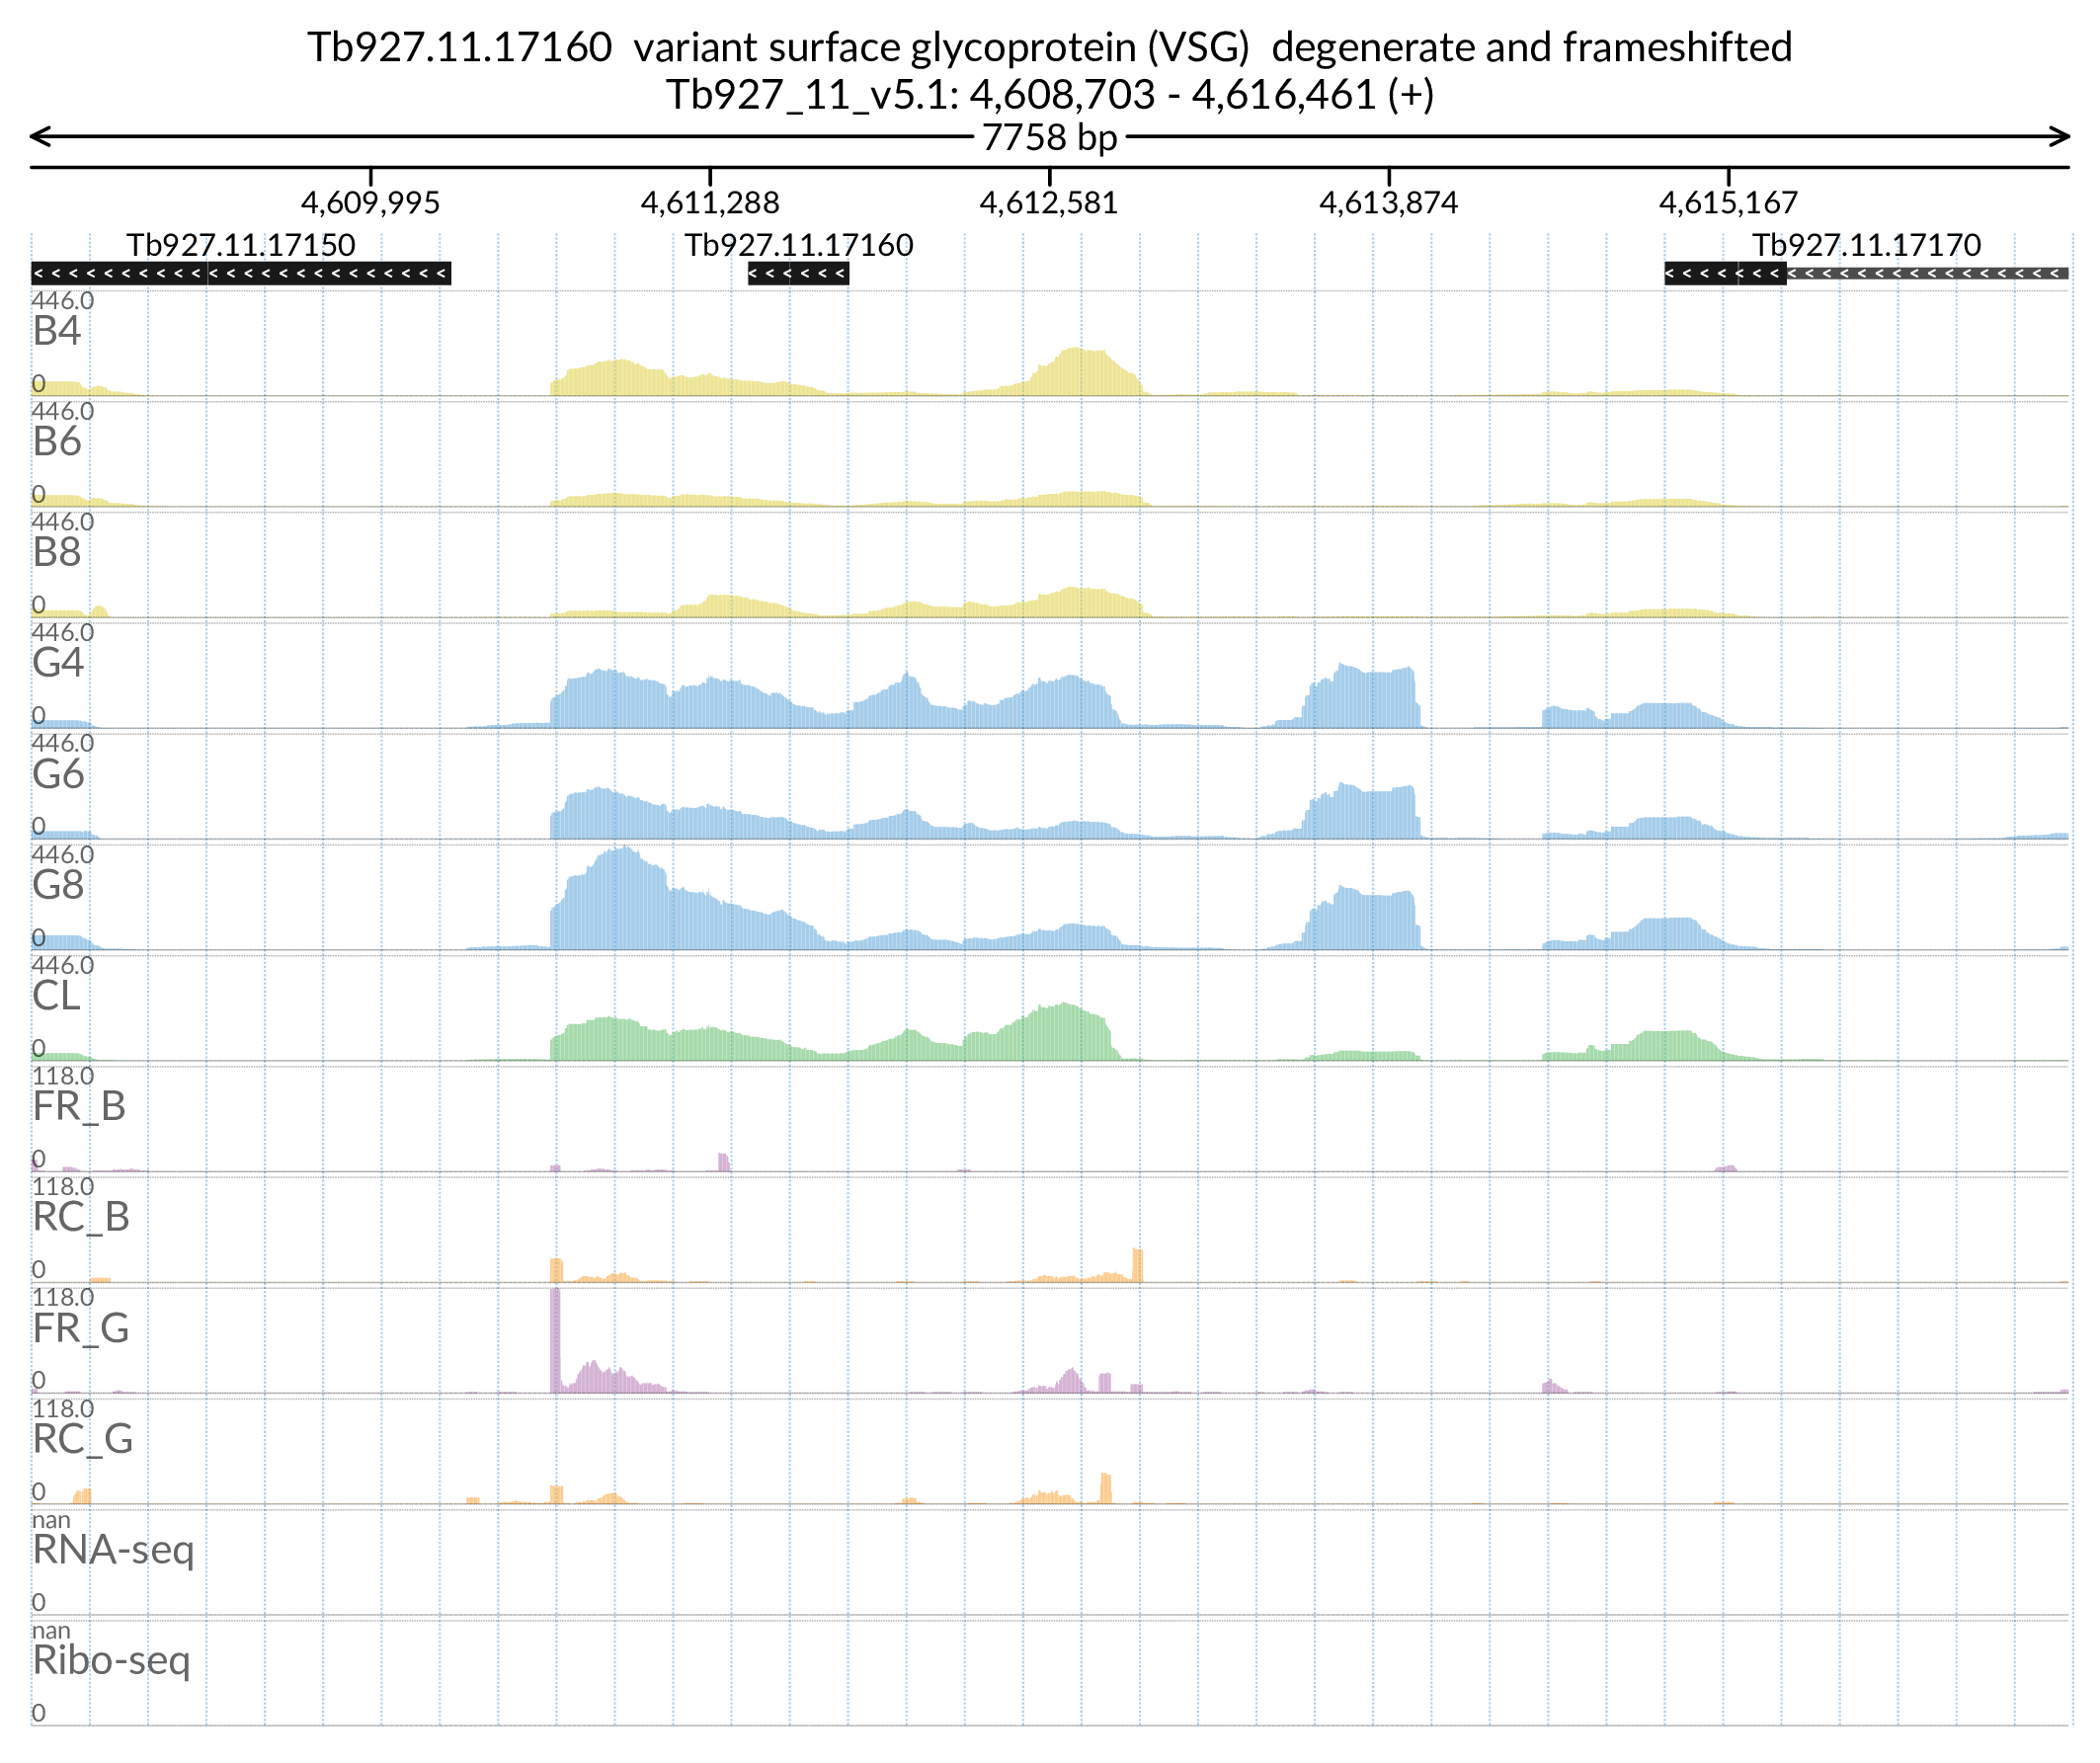 Tb927.11.17160  variant surface glycoprotein (VSG)  degenerate and frameshifted
Tb927_11_v5.1: 4,608,703 - 4,616,461 (+)
7758 bp
4,609,995 4,611,288 4,612,581 4,613,874 4,615,167
Tb927.11.17150 Tb927.11.17160 Tb927.11.17170
446.0
B4
0
446.0
B6
0
446.0
B8
0
446.0
G4
0
446.0
G6
0
446.0
G8
0
446.0
CL
0
118.0
FR_B
0
118.0
RC_B
0
118.0
FR_G
0
118.0
RC_G
0
nan
RNA-seq
0
nan
Ribo-seq
0